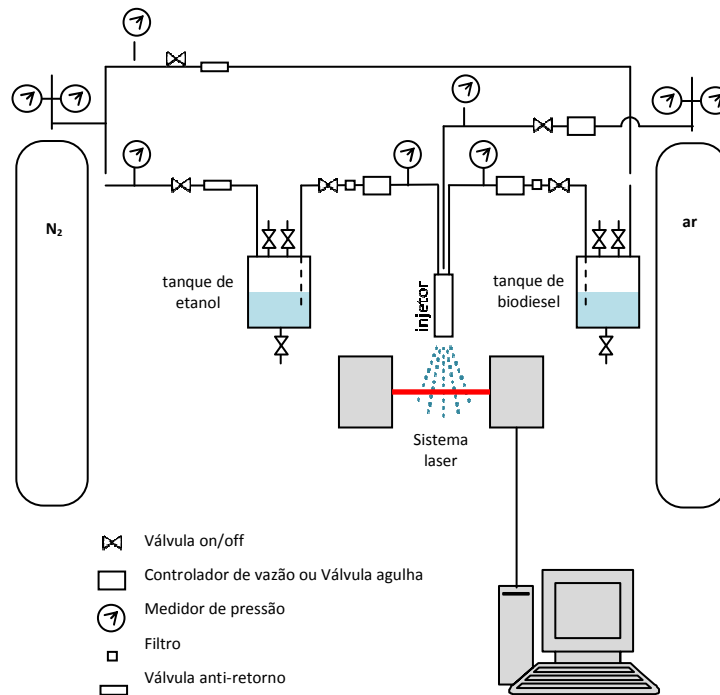 N₂
ar
tanque de
etanol
injetor
tanque de
biodiesel
Sistema
laser
Válvula on/off
Controlador de vazão ou Válvula agulha
Medidor de pressão
Filtro
Válvula anti-retorno